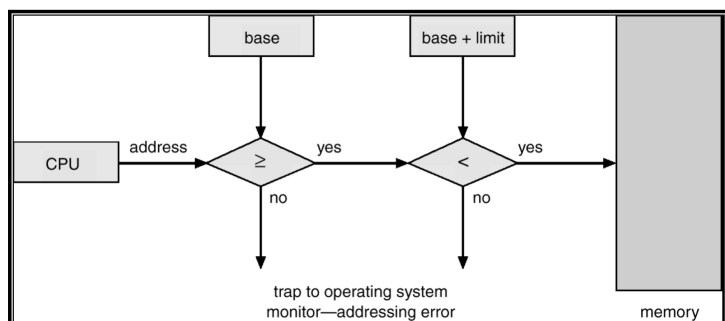 base
base + limit
CPU
address
≥
yes
<
yes
no
no
trap to operating system
monitor—addressing error
memory